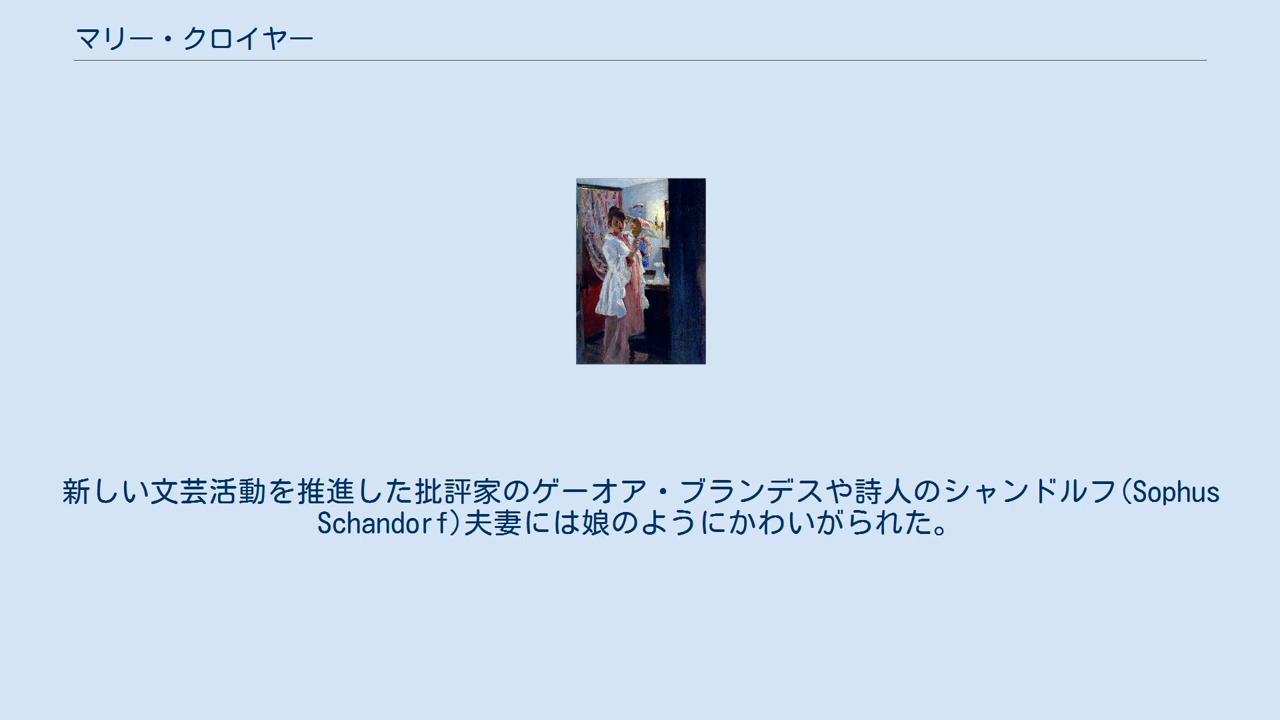 マリー・クロイヤー
新しい文芸活動を推進した批評家のゲーオア・ブランデスや詩人のシャンドルフ(Sophus
Schandorf)夫妻には娘のようにかわいがられた。